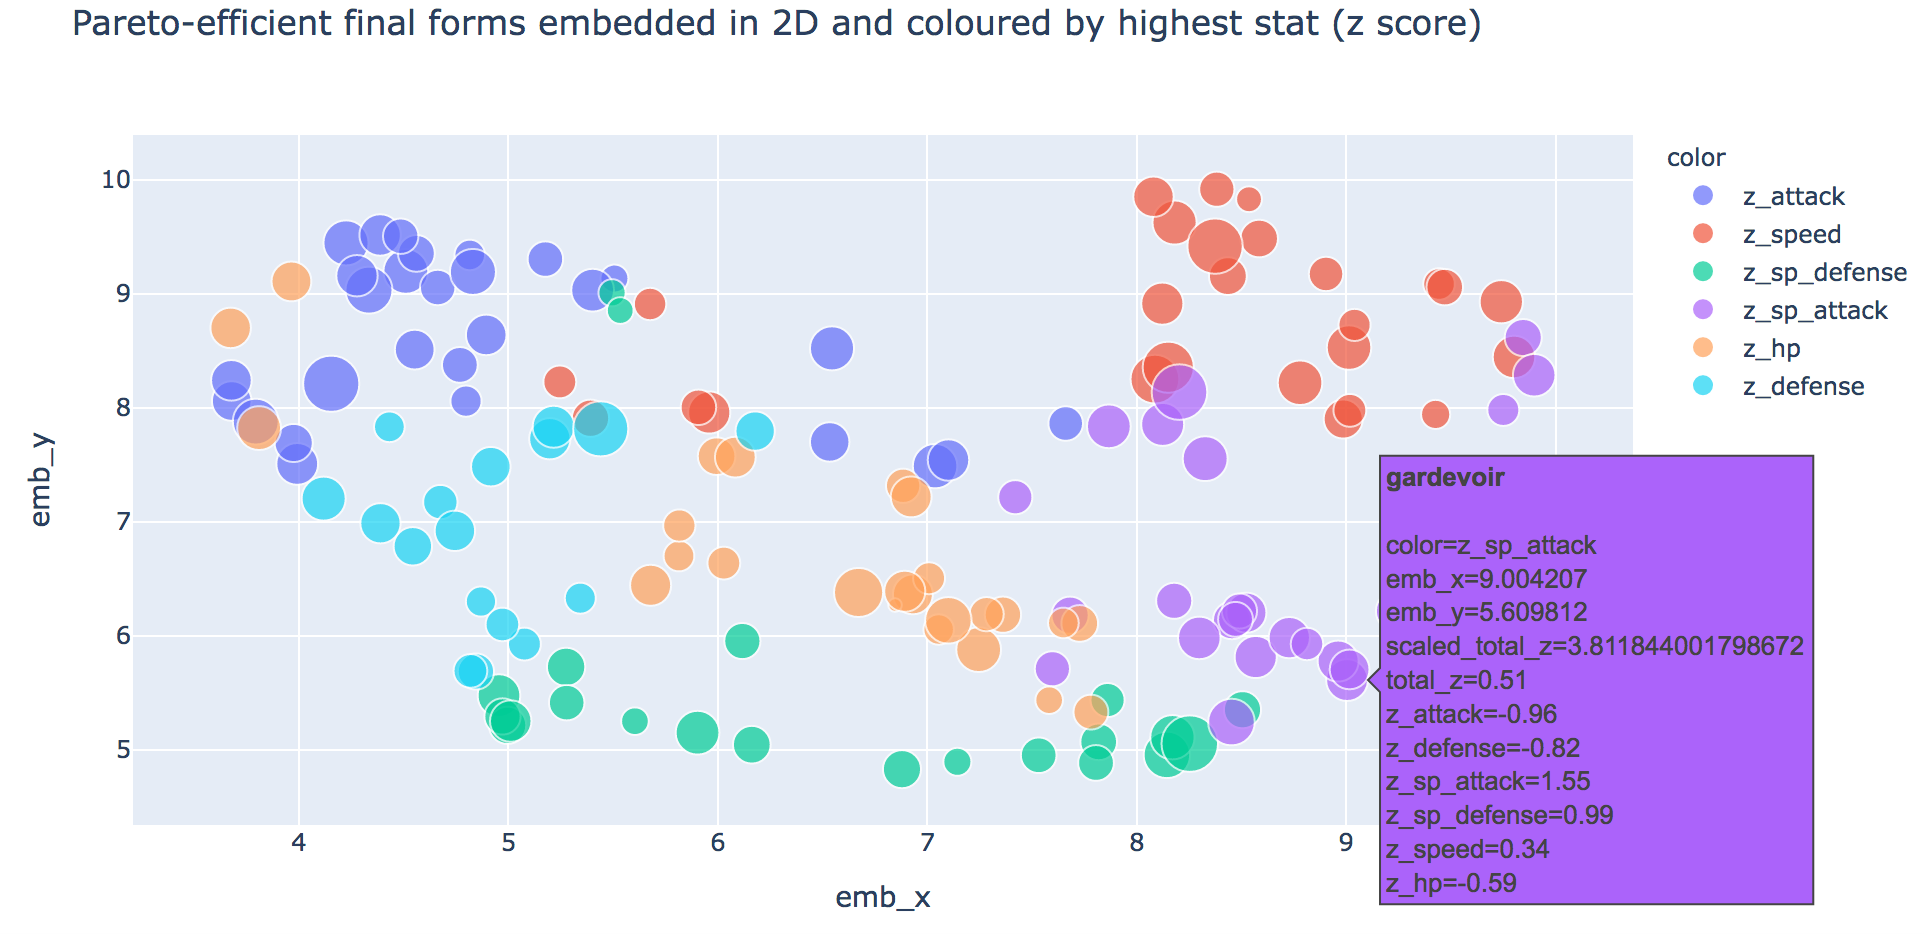 Pareto-efficient final forms embedded in 2D and coloured by highest stat (z score)
color
z_attack
z_speed
z_sp_defense
z_sp_attack
z_hp
z_defense
10
9
8
7
6
5
emb_y
4
5
6
7
8
9
emb_x
gardevoir
color=z_sp_attack
emb_x=9.004207
emb_y=5.609812
scaled_total_z=3.811844001798672
total_z=0.51
z_attack=-0.96
z_defense=-0.82
z_sp_attack=1.55
z_sp_defense=0.99
z_speed=0.34
z_hp=-0.59